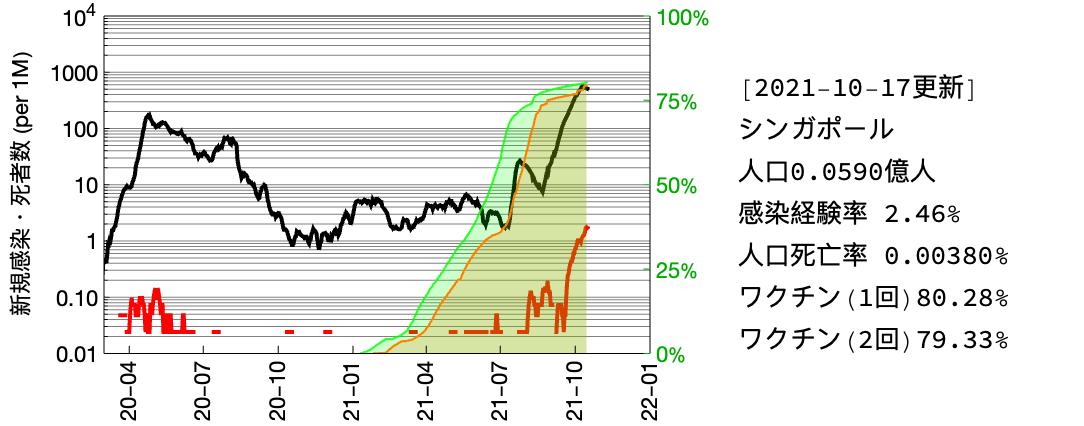 新規感染・死者数 (per 1M)
10^4
1000
100
10
1
0.10
0.01
100%
75%
50%
25%
0%
20-04
20-07
20-10
21-01
21-04
21-07
21-10
22-01
[2021-10-17更新]
シンガポール
人口0.0590億人
感染経験率 2.46%
人口死亡率 0.00380%
ワクチン(1回)80.28%
ワクチン(2回)79.33%